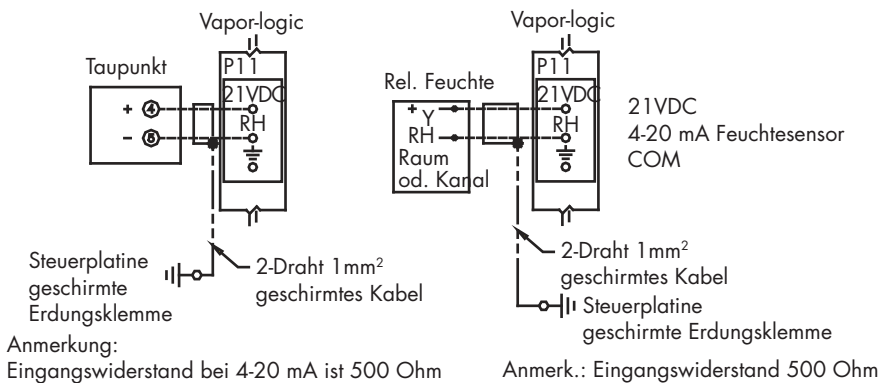 Vapor-logic
Taupunkt
P11
21VDC
+ 4
RH
- 5
Steuerplatine
geschirmte
Erdungsklemme
2-Draht 1mm²
geschirmtes Kabel
Anmerkung:
Eingangswiderstand bei 4-20 mA ist 500 Ohm
Vapor-logic
Rel. Feuchte
P11
21VDC
+ Y
RH
RH
Raum
od. Kanal
21VDC
4-20 mA Feuchtesensor
COM
2-Draht 1mm²
geschirmtes Kabel
Steuerplatine
geschirmte Erdungsklemme
Anmerk.: Eingangswiderstand 500 Ohm